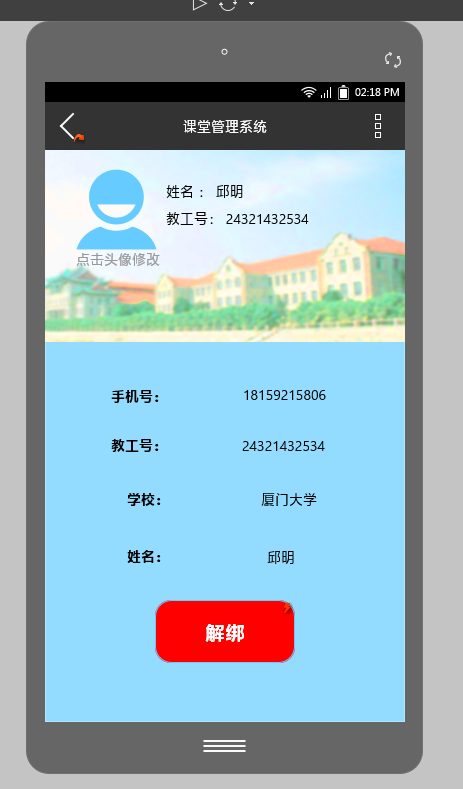 02:18 PM
课堂管理系统
姓名 ： 邱明
教工号： 24321432534
点击头像修改
手机号： 18159215806
教工号： 24321432534
学校： 厦门大学
姓名： 邱明
解绑